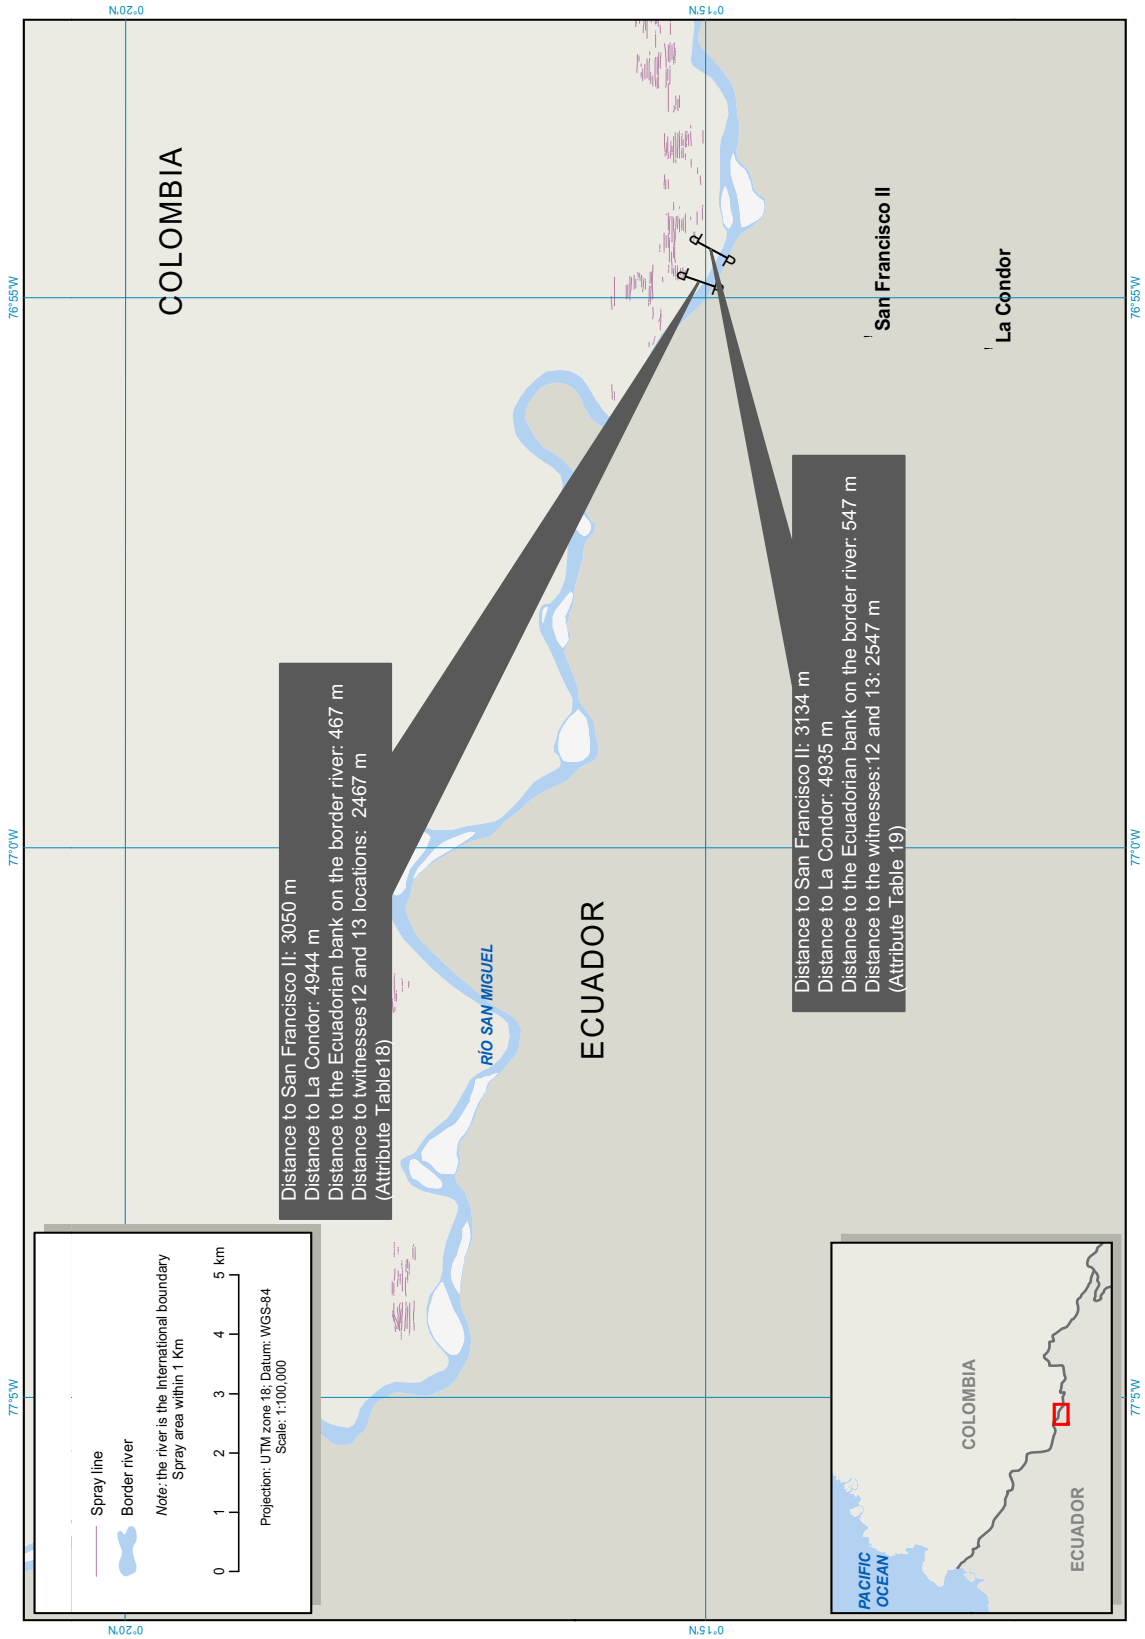 Spray line
Border river
Note: the river is the International boundary
Spray area within 1 Km
0 1 2 3 4 5 km
Projection: UTM zone 18; Datum: WGS-84
Scale: 1:100,000
77°5'W
77°0'W
76°55'W
0°20'N
0°20'N
COLOMBIA
Distance to San Francisco II: 3050 m
Distance to La Condor: 4944 m
Distance to the Ecuadorian bank on the border river: 467 m
Distance to twitnesses12 and 13 locations: 2467 m
(Attribute Table18)
RÍO SAN MIGUEL
ECUADOR
0°15'N
0°15'N
Distance to San Francisco II: 3134 m
Distance to La Condor: 4935 m
Distance to the Ecuadorian bank on the border river: 547 m
Distance to the witnesses:12 and 13: 2547 m
(Attribute Table 19)
! San Francisco II
! La Condor
PACIFIC
OCEAN
COLOMBIA
ECUADOR
77°5'W
77°0'W
76°55'W